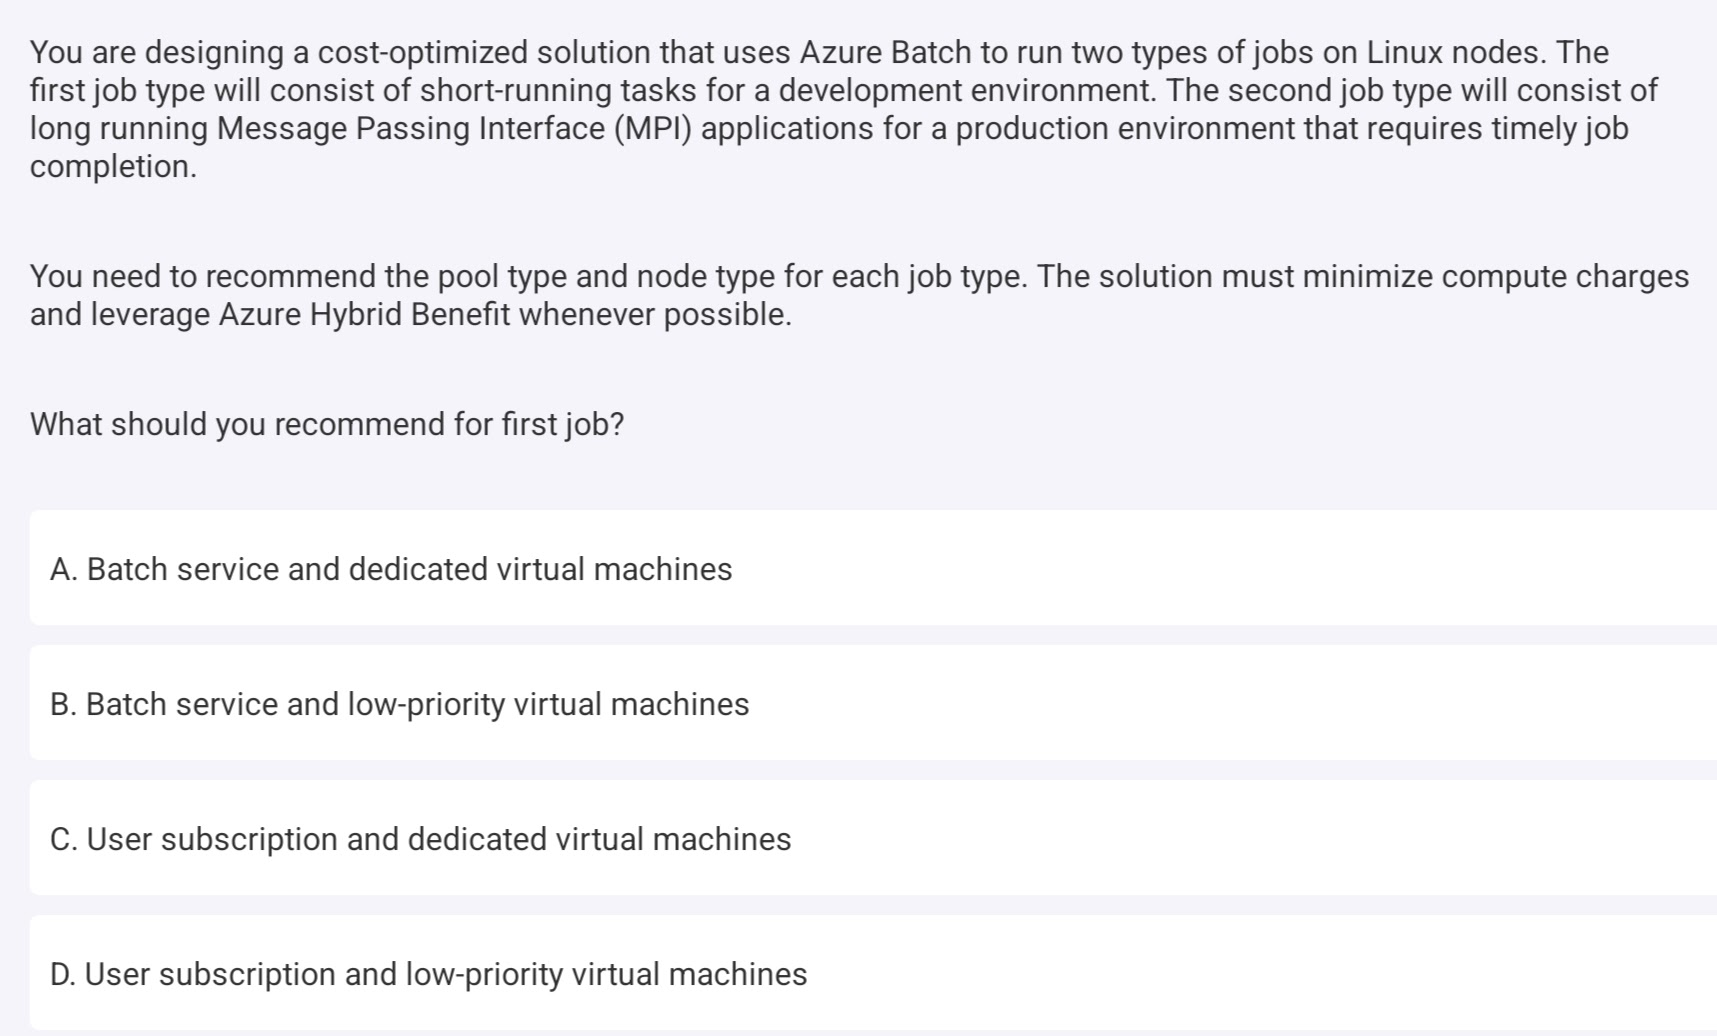 You are designing a cost-optimized solution that uses Azure Batch to run two types of jobs on Linux nodes. The
first job type will consist of short-running tasks for a development environment. The second job type will consist of
long running Message Passing Interface (MPI) applications for a production environment that requires timely job
completion.
You need to recommend the pool type and node type for each job type. The solution must minimize compute charges
and leverage Azure Hybrid Benefit whenever possible.
What should you recommend for first job?
A. Batch service and dedicated virtual machines
B. Batch service and low-priority virtual machines
C. User subscription and dedicated virtual machines
D. User subscription and low-priority virtual machines